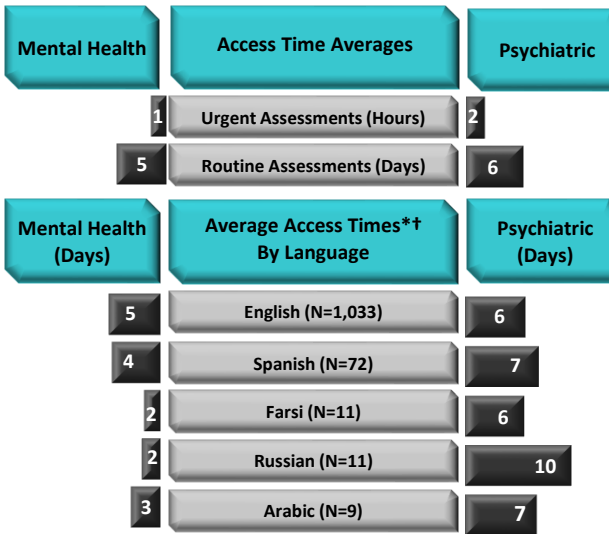 Mental Health
Access Time Averages
Psychiatric
1
Urgent Assessments (Hours)
2
5
Routine Assessments (Days)
6
Mental Health
(Days)
Average Access Times*†
By Language
Psychiatric
(Days)
5
English (N=1,033)
6
4
Spanish (N=72)
7
2
Farsi (N=11)
6
2
Russian (N=11)
10
3
Arabic (N=9)
7